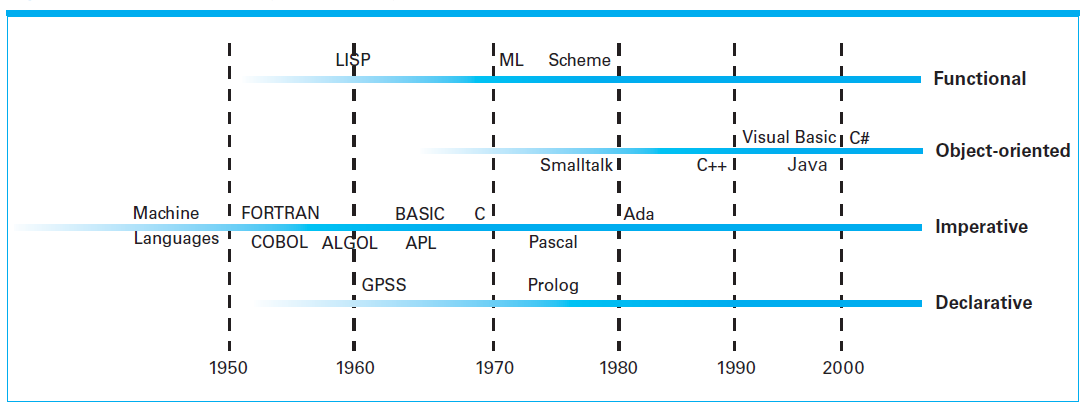 LISP ML Scheme
Functional
Visual Basic C#
Object-oriented
Smalltalk C++ Java
Machine FORTRAN BASIC C Ada
Imperative
Languages COBOL ALGOL APL Pascal
GPSS Prolog
Declarative
1950 1960 1970 1980 1990 2000